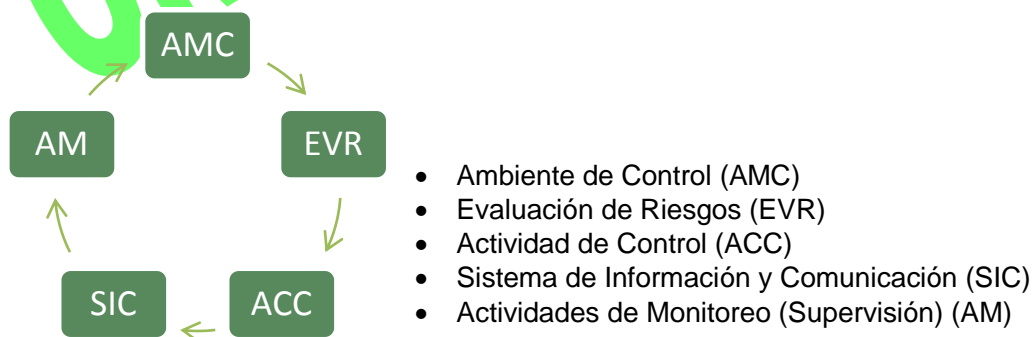 AMC
AM
EVR
SIC
ACC
• Ambiente de Control (AMC)
• Evaluación de Riesgos (EVR)
• Actividad de Control (ACC)
• Sistema de Información y Comunicación (SIC)
• Actividades de Monitoreo (Supervisión) (AM)